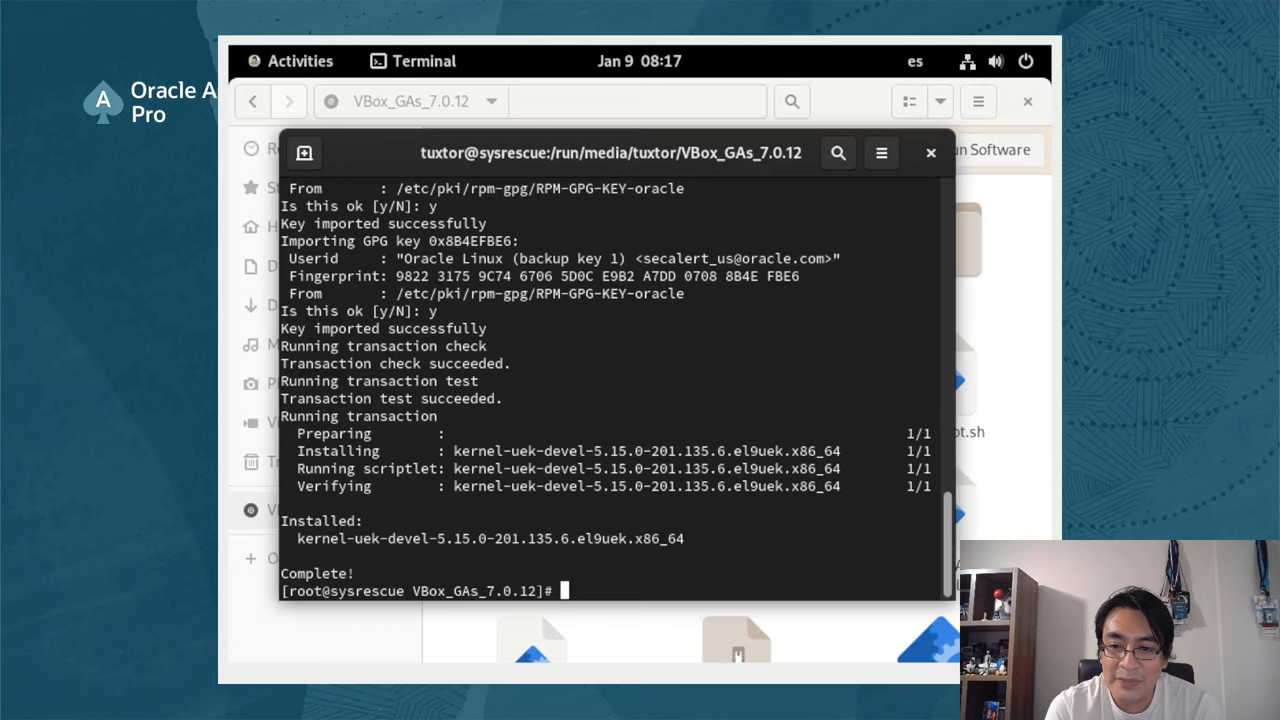 Oracle A
Pro
Activities
Terminal
Jan 9 08:17
es
VBox_GAs_7.0.12
un Software
tuxtor@sysrescue:/run/media/tuxtor/VBox_GAs_7.0.12
From : /etc/pki/rpm-gpg/RPM-GPG-KEY-oracle
Is this ok [y/N]: y
Key imported successfully
Importing GPG key 0x8B4EFBE6:
Userid : "Oracle Linux (backup key 1) <secalert_us@oracle.com>"
Fingerprint: 9822 3175 9C74 6706 5D0C E9B2 A7DD 0708 8B4E FBE6
From : /etc/pki/rpm-gpg/RPM-GPG-KEY-oracle
Is this ok [y/N]: y
Key imported successfully
Running transaction check
Transaction check succeeded.
Running transaction test
Transaction test succeeded.
Running transaction
Preparing : 1/1
Installing : kernel-uek-devel-5.15.0-201.135.6.el9uek.x86_64 1/1
Running scriptlet: kernel-uek-devel-5.15.0-201.135.6.el9uek.x86_64 1/1
Verifying : kernel-uek-devel-5.15.0-201.135.6.el9uek.x86_64 1/1
Installed:
kernel-uek-devel-5.15.0-201.135.6.el9uek.x86_64
Complete!
[root@sysrescue VBox_GAs_7.0.12]#
ot.sh